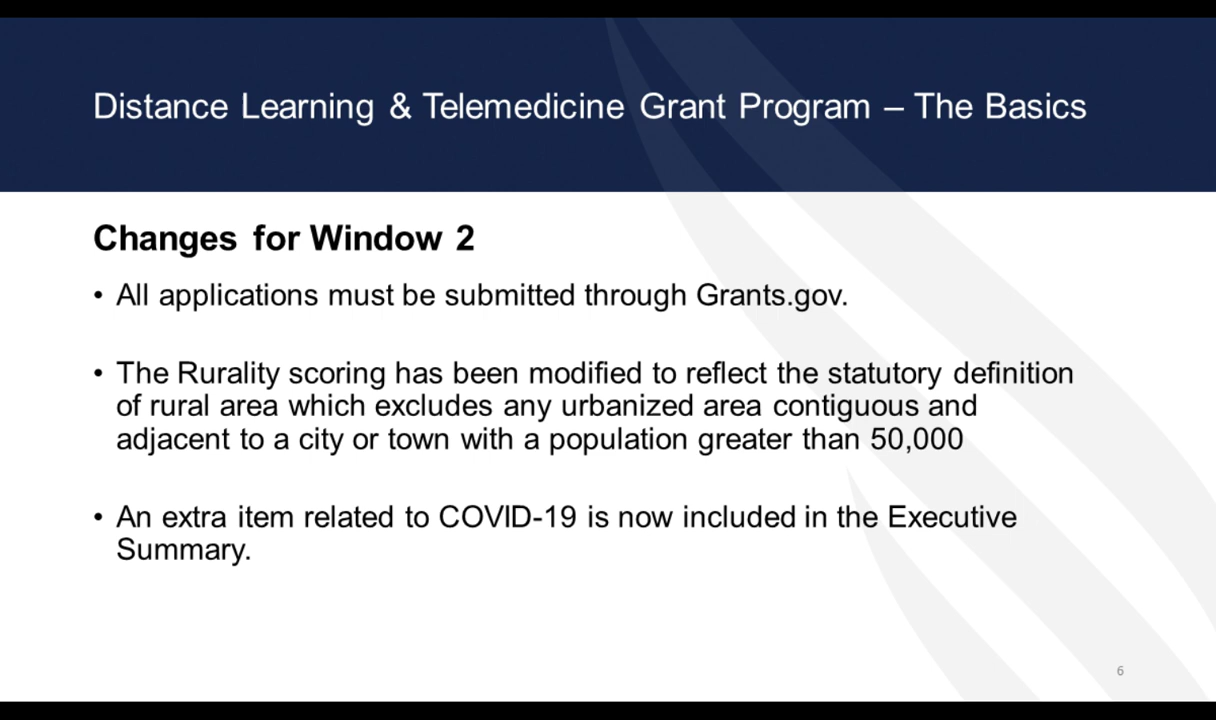 Distance Learning & Telemedicine Grant Program – The Basics
Changes for Window 2
• All applications must be submitted through Grants.gov.
• The Rurality scoring has been modified to reflect the statutory definition
of rural area which excludes any urbanized area contiguous and
adjacent to a city or town with a population greater than 50,000
• An extra item related to COVID-19 is now included in the Executive
Summary.
6